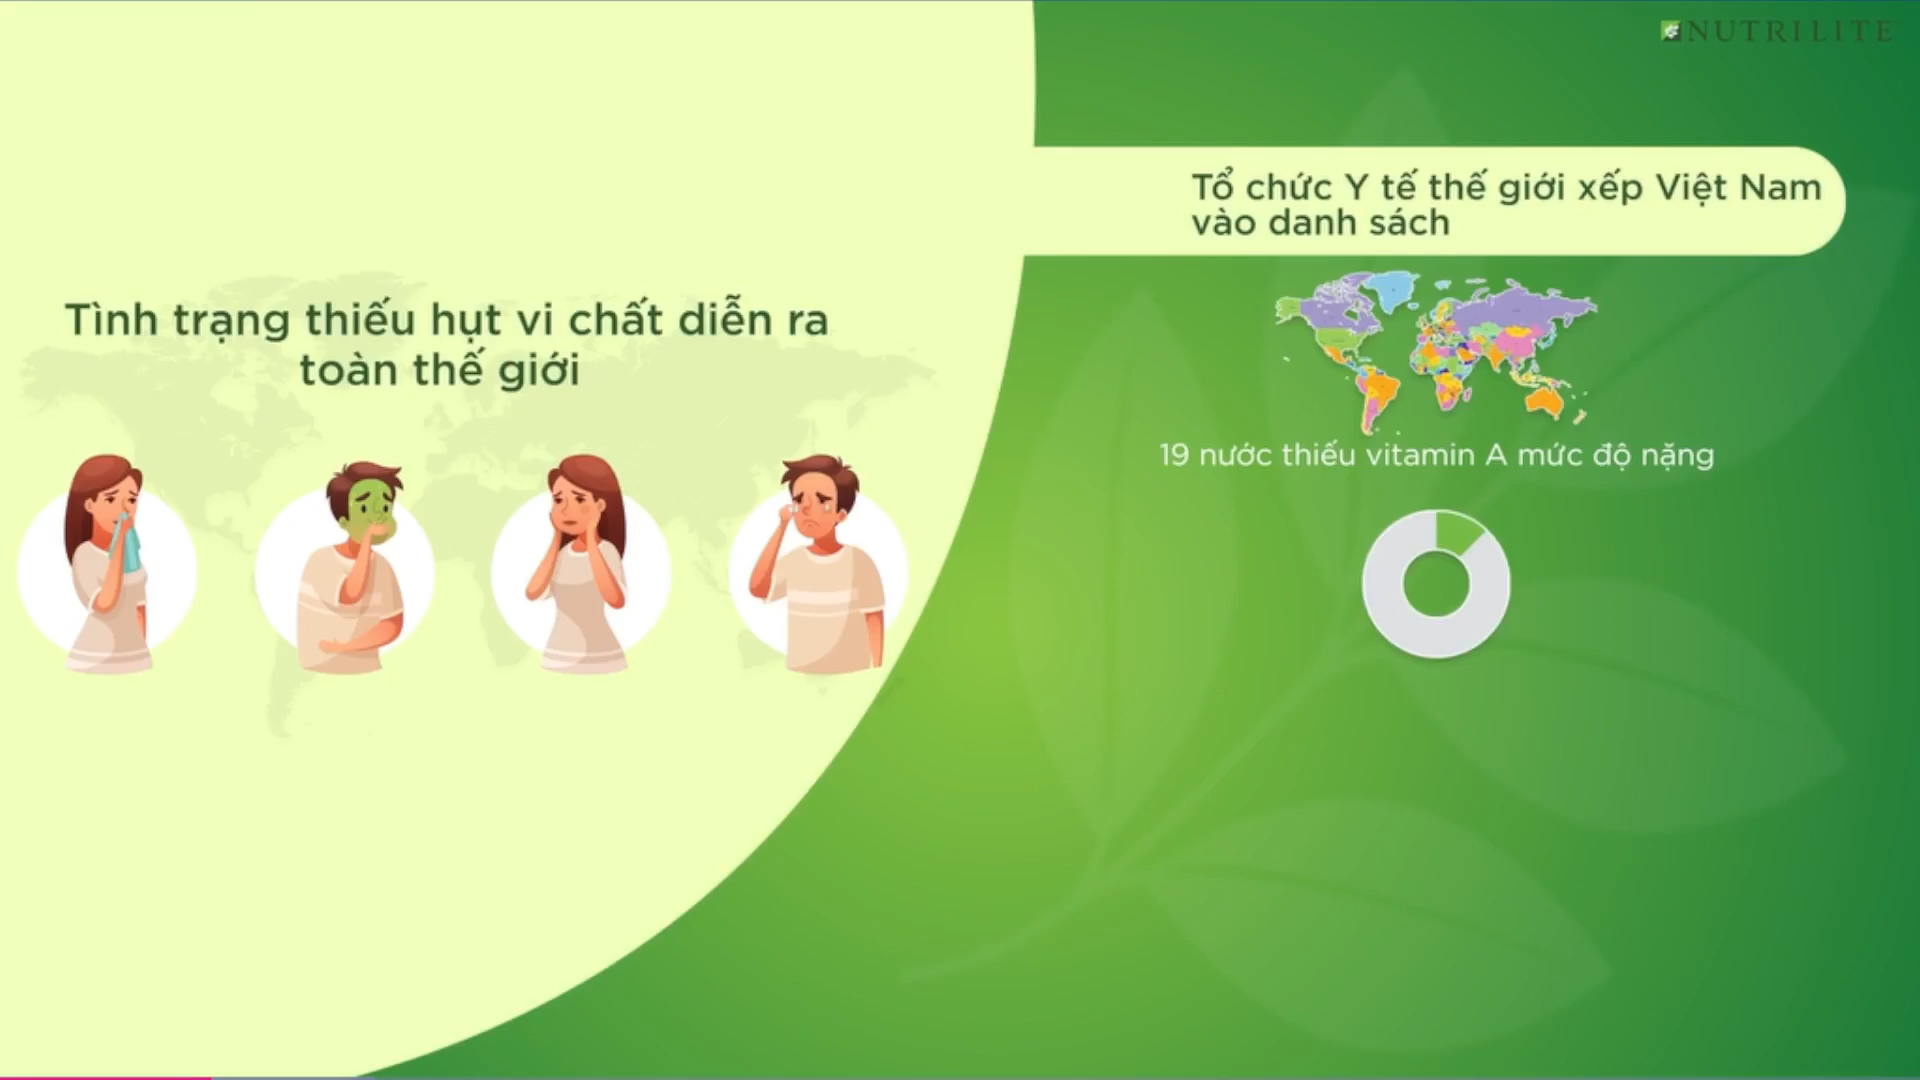 NUTRILITE
Tổ chức Y tế thế giới xếp Việt Nam
vào danh sách
Tình trạng thiếu hụt vi chất diễn ra
toàn thế giới
19 nước thiếu vitamin A mức độ nặng